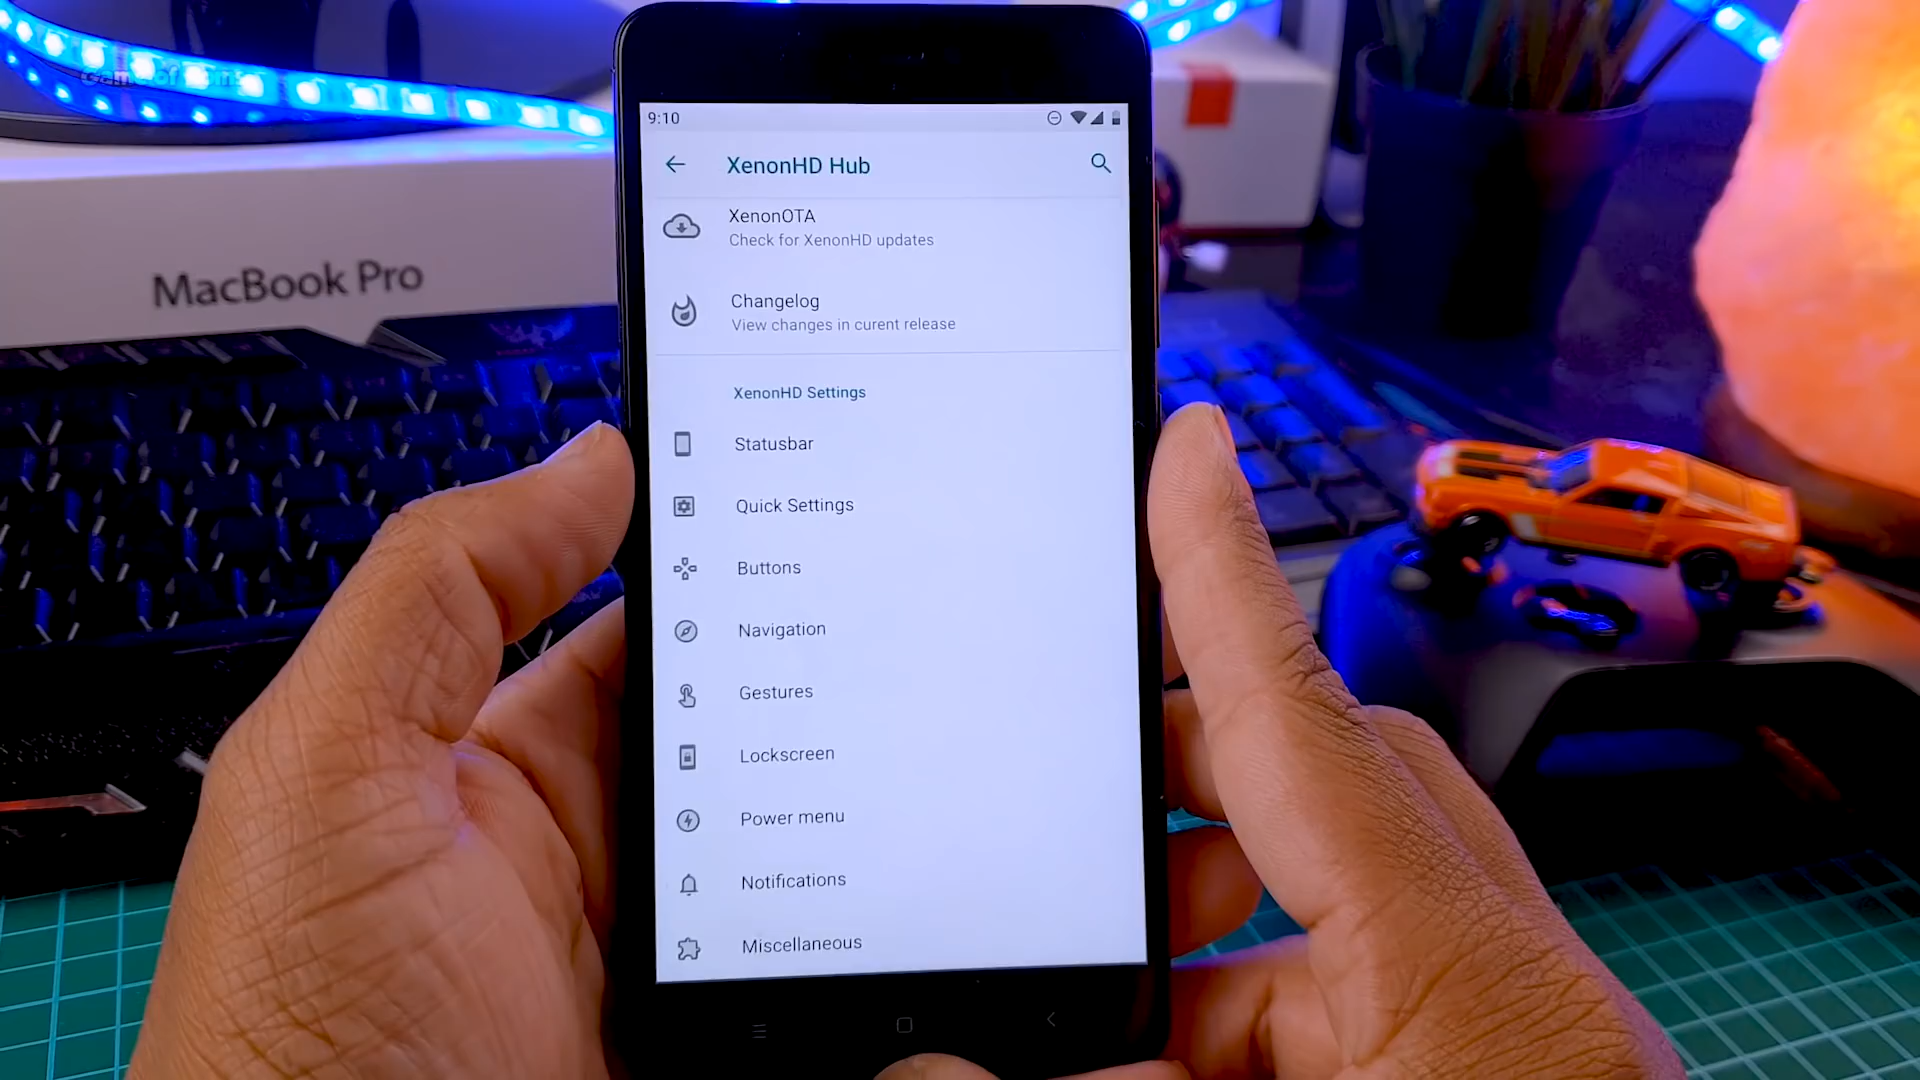 9:10
XenonHD Hub
XenonOTA
Check for XenonHD updates
Changelog
View changes in curent release
XenonHD Settings
Statusbar
Quick Settings
Buttons
Navigation
Gestures
Lockscreen
Power menu
Notifications
Miscellaneous
MacBook Pro